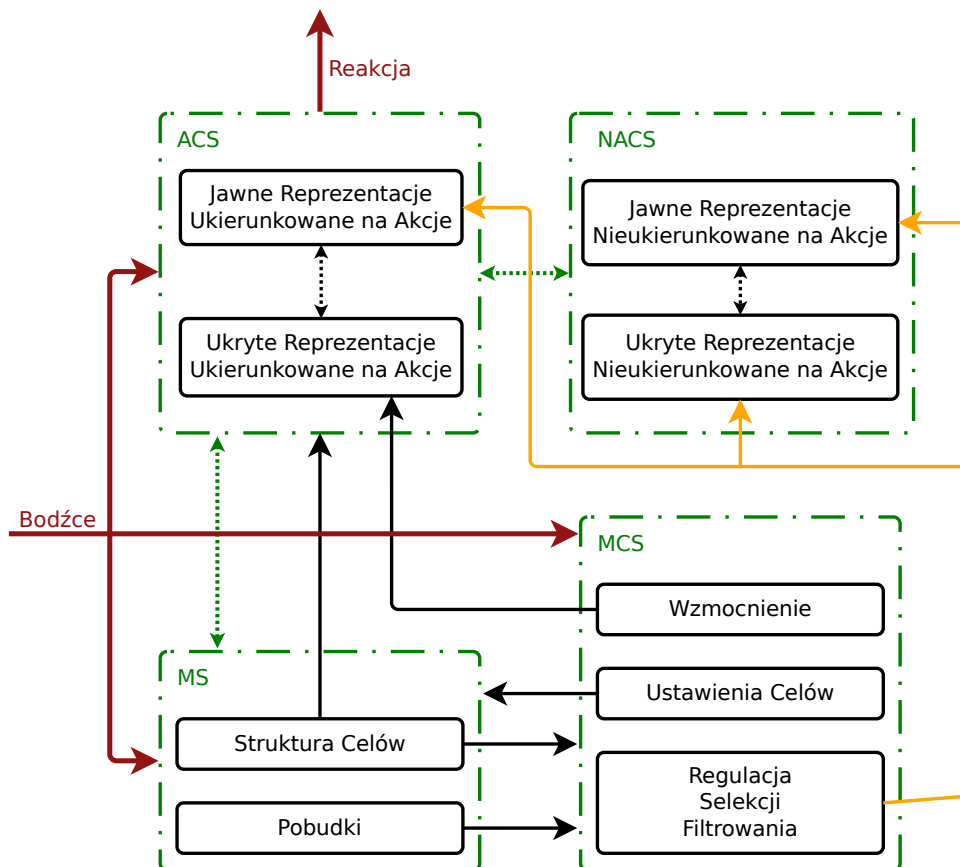 Reakcja
ACS
Jawne Reprezentacje
Ukierunkowane na Akcje
Ukryte Reprezentacje
Ukierunkowane na Akcje
NACS
Jawne Reprezentacje
Nieukierunkowane na Akcje
Ukryte Reprezentacje
Nieukierunkowane na Akcje
Bodźce
MCS
Wzmocnienie
Ustawienia Celów
Regulacja
Selekcji
Filtrowania
MS
Struktura Celów
Pobudki